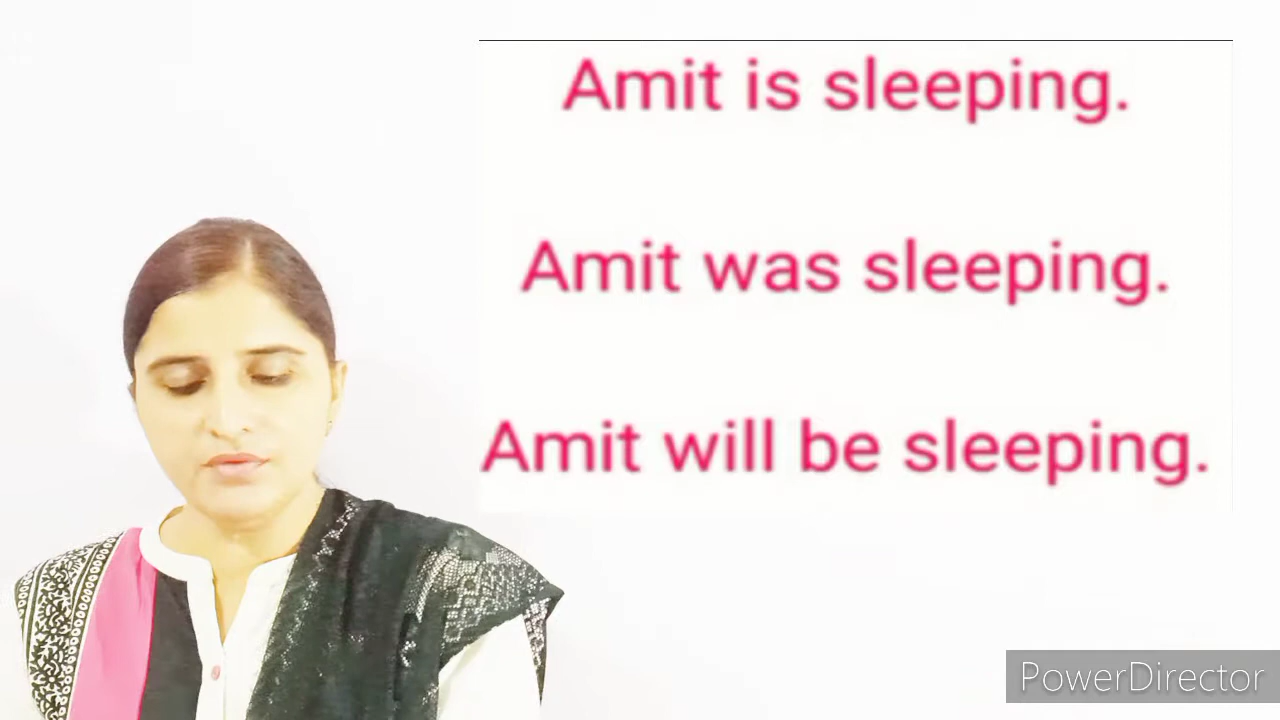 Amit is sleeping.
Amit was sleeping.
Amit will be sleeping.
PowerDirector